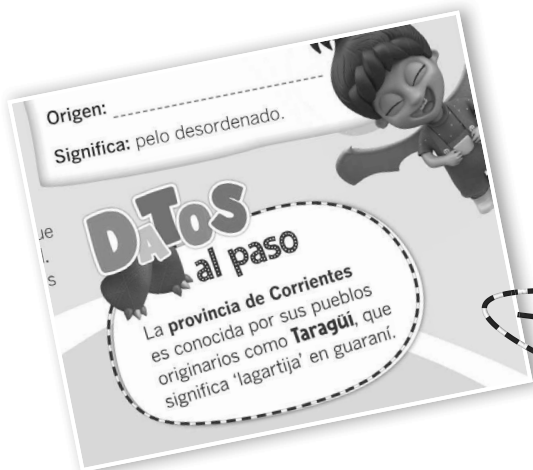 Origen:
Significa: pelo desordenado.
ue
.
s
DATOS
al paso
La provincia de Corrientes
es conocida por sus pueblos
originarios como Taragüí, que
significa 'lagartija' en guaraní.